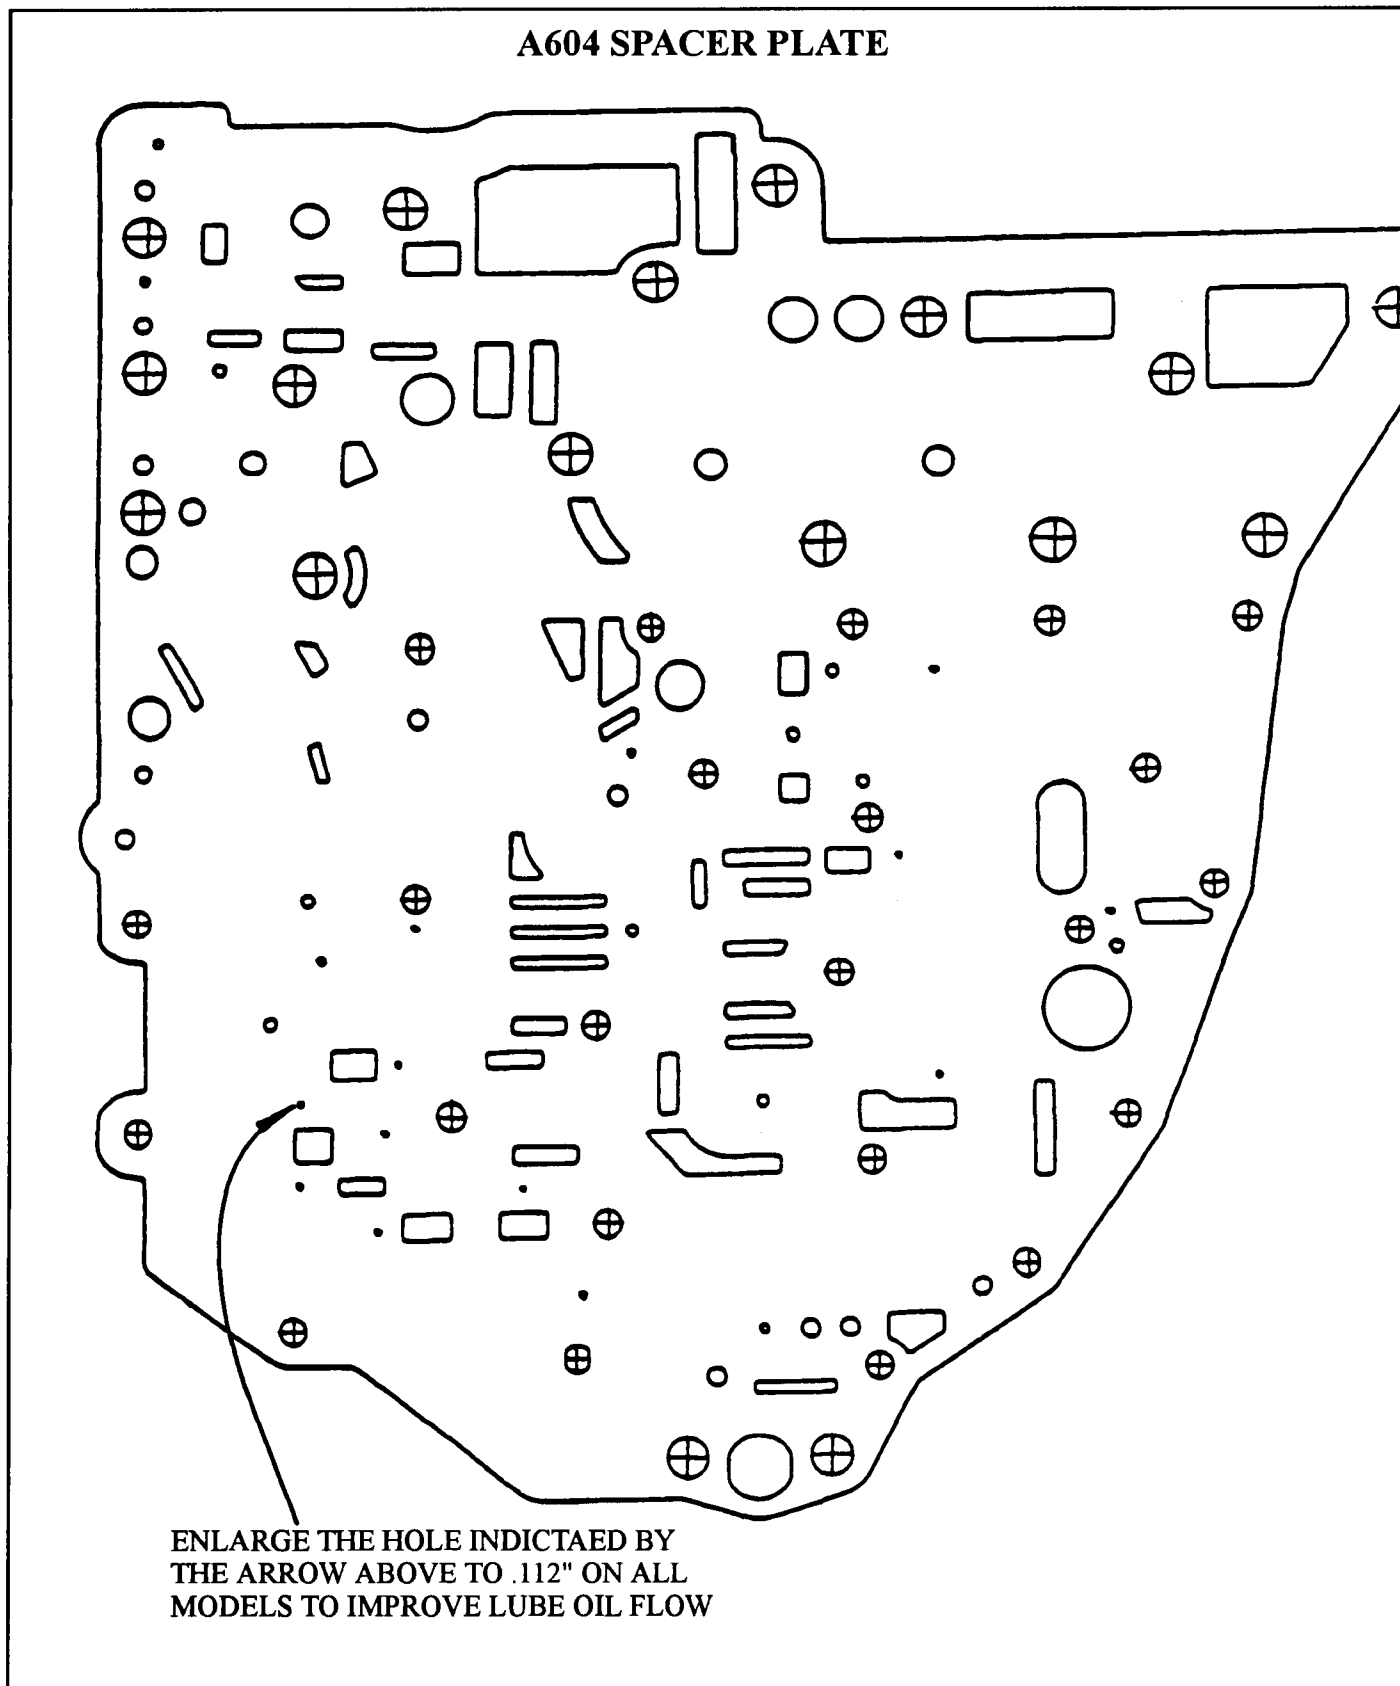 A604 SPACER PLATE
ENLARGE THE HOLE INDICTAED BY
THE ARROW ABOVE TO .112" ON ALL
MODELS TO IMPROVE LUBE OIL FLOW